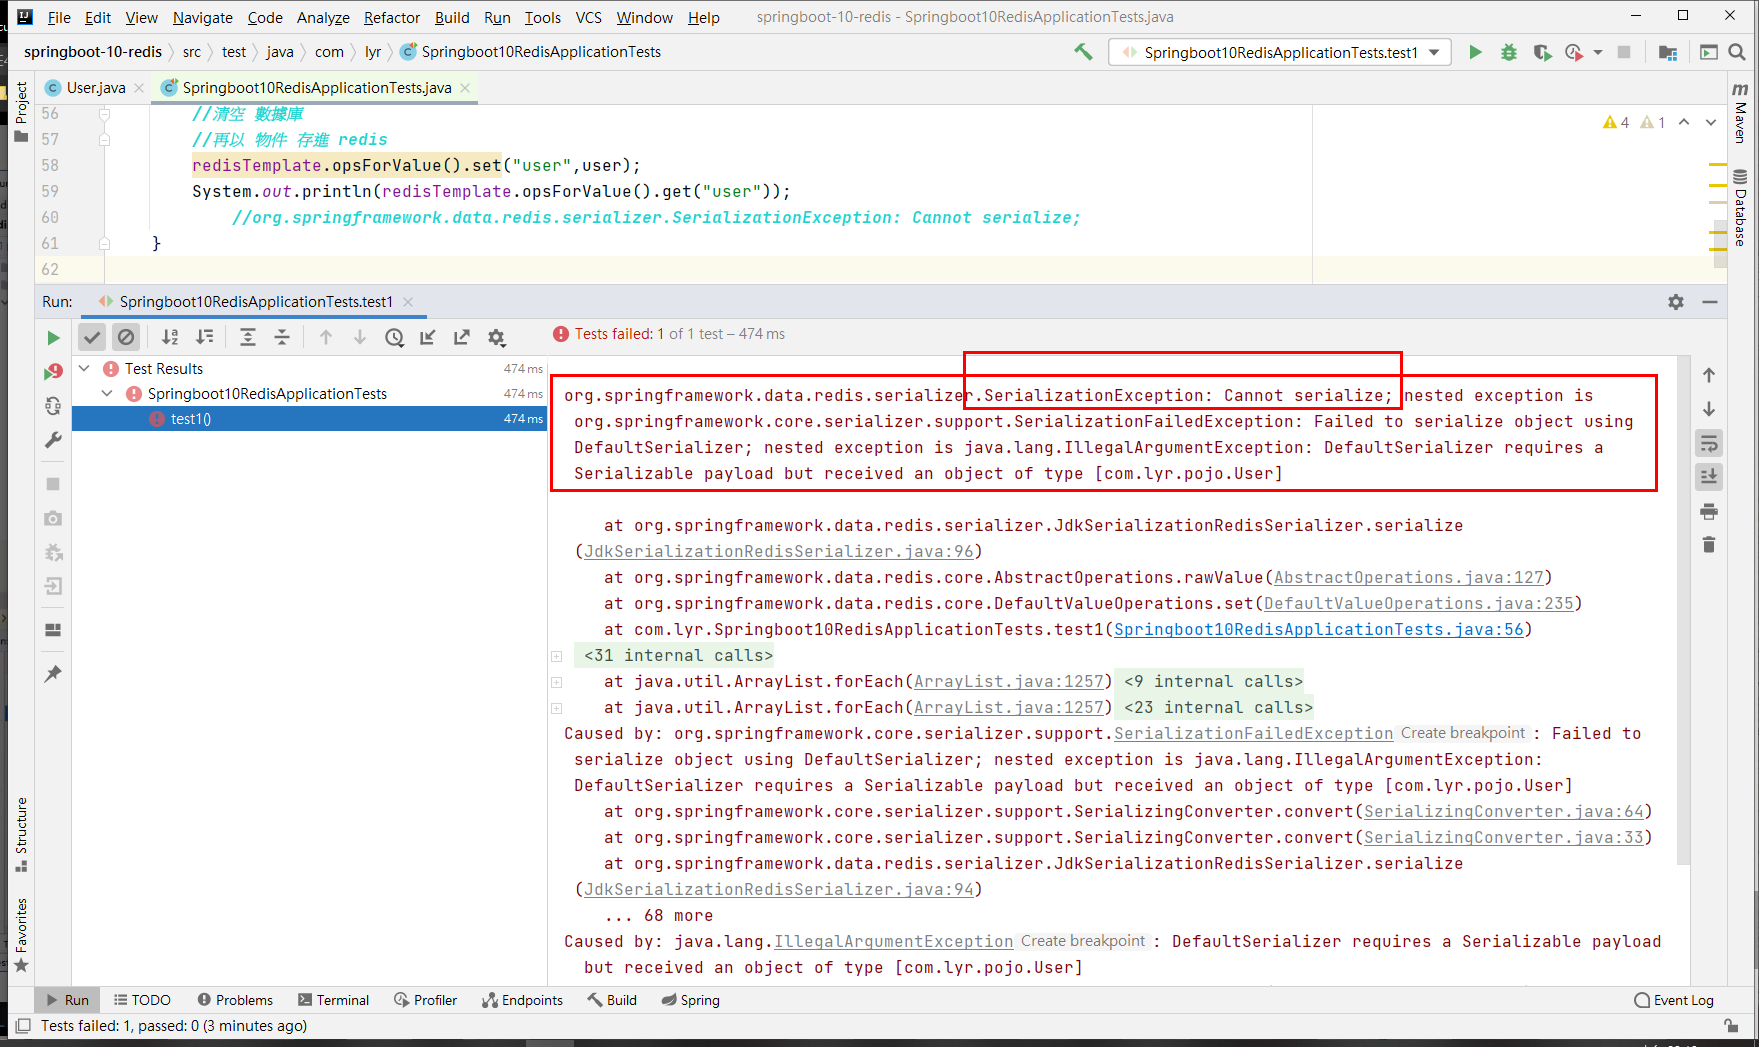 File Edit View Navigate Code Analyze Refactor Build Run Tools VCS Window Help springboot-10-redis - Springboot10RedisApplicationTests.java
springboot-10-redis src test java com lyr Springboot10RedisApplicationTests Springboot10RedisApplicationTests.test1
User.java Springboot10RedisApplicationTests.java
Project
Maven
Database
4 1
56 //清空 數據庫
57 //再以 物件 存進 redis
58 redisTemplate.opsForValue().set("user",user);
59 System.out.println(redisTemplate.opsForValue().get("user"));
60 //org.springframework.data.redis.serializer.SerializationException: Cannot serialize;
61 }
62
Run: Springboot10RedisApplicationTests.test1
Tests failed: 1 of 1 test – 474 ms
Test Results 474 ms
Springboot10RedisApplicationTests 474 ms
test1() 474 ms
org.springframework.data.redis.serializer.SerializationException: Cannot serialize; nested exception is
org.springframework.core.serializer.support.SerializationFailedException: Failed to serialize object using
DefaultSerializer; nested exception is java.lang.IllegalArgumentException: DefaultSerializer requires a
Serializable payload but received an object of type [com.lyr.pojo.User]
at org.springframework.data.redis.serializer.JdkSerializationRedisSerializer.serialize
(JdkSerializationRedisSerializer.java:96)
at org.springframework.data.redis.core.AbstractOperations.rawValue(AbstractOperations.java:127)
at org.springframework.data.redis.core.DefaultValueOperations.set(DefaultValueOperations.java:235)
at com.lyr.Springboot10RedisApplicationTests.test1(Springboot10RedisApplicationTests.java:56)
<31 internal calls>
at java.util.ArrayList.forEach(ArrayList.java:1257) <9 internal calls>
at java.util.ArrayList.forEach(ArrayList.java:1257) <23 internal calls>
Caused by: org.springframework.core.serializer.support.SerializationFailedException Create breakpoint : Failed to
serialize object using DefaultSerializer; nested exception is java.lang.IllegalArgumentException:
DefaultSerializer requires a Serializable payload but received an object of type [com.lyr.pojo.User]
at org.springframework.core.serializer.support.SerializingConverter.convert(SerializingConverter.java:64)
at org.springframework.core.serializer.support.SerializingConverter.convert(SerializingConverter.java:33)
at org.springframework.data.redis.serializer.JdkSerializationRedisSerializer.serialize
(JdkSerializationRedisSerializer.java:94)
... 68 more
Caused by: java.lang.IllegalArgumentException Create breakpoint : DefaultSerializer requires a Serializable payload
but received an object of type [com.lyr.pojo.User]
Structure
Favorites
Run TODO Problems Terminal Profiler Endpoints Build Spring Event Log
Tests failed: 1, passed: 0 (3 minutes ago)